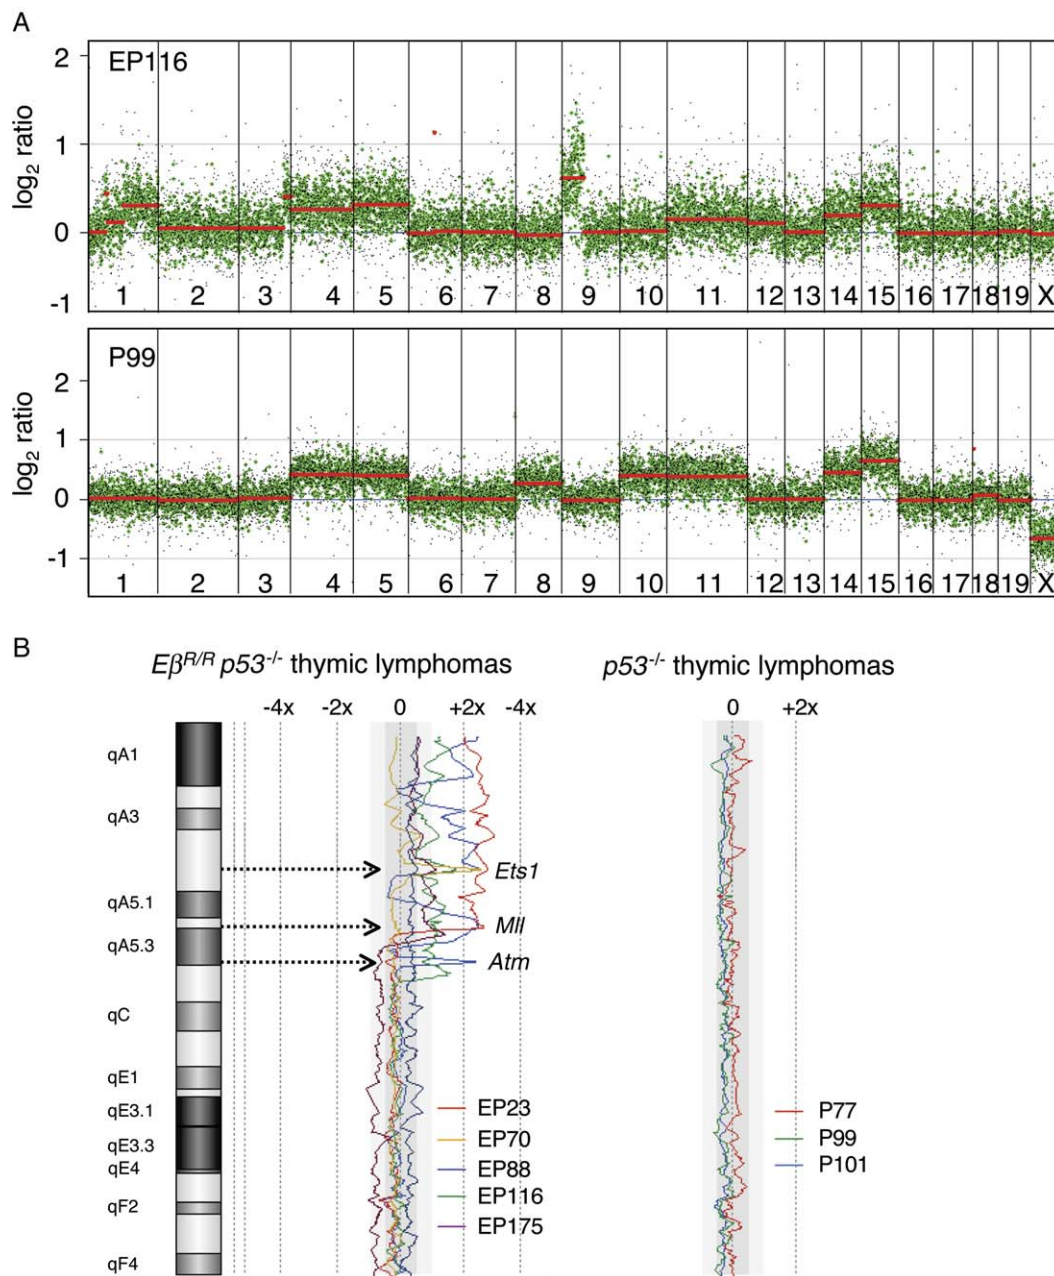 A
EP116
log2 ratio
2
1
0
-1
1 2 3 4 5 6 7 8 9 10 11 12 13 14 15 16 17 18 19 X
P99
log2 ratio
2
1
0
-1
1 2 3 4 5 6 7 8 9 10 11 12 13 14 15 16 17 18 19 X
B
EβR/R p53-/- thymic lymphomas
p53-/- thymic lymphomas
-4x -2x 0 +2x -4x
0 +2x
qA1
qA3
Ets1
qA5.1
Mll
qA5.3
Atm
qC
qE1
qE3.1
qE3.3
qE4
qF2
qF4
EP23
EP70
EP88
EP116
EP175
P77
P99
P101